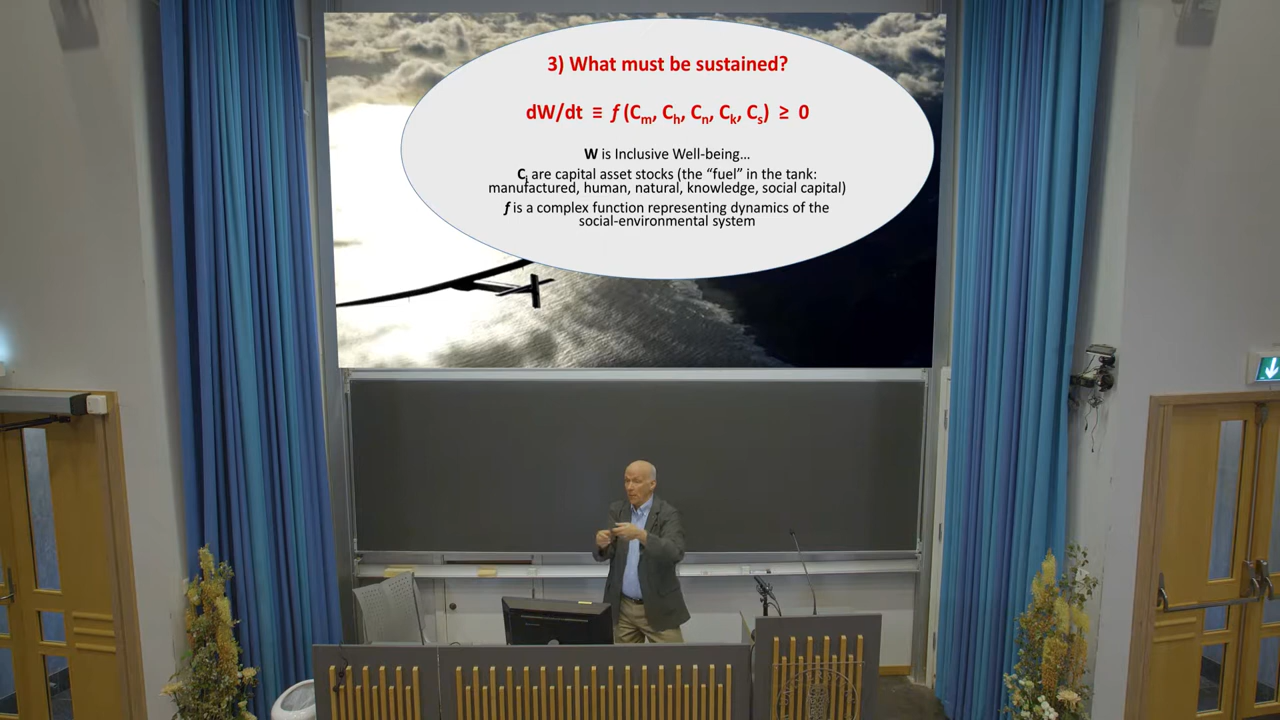 3) What must be sustained?
dW/dt ≡ f (Cm, Ch, Cn, Ck, Cs) ≥ 0
W is Inclusive Well-being…
Ci are capital asset stocks (the “fuel” in the tank:
manufactured, human, natural, knowledge, social capital)
f is a complex function representing dynamics of the
social-environmental system